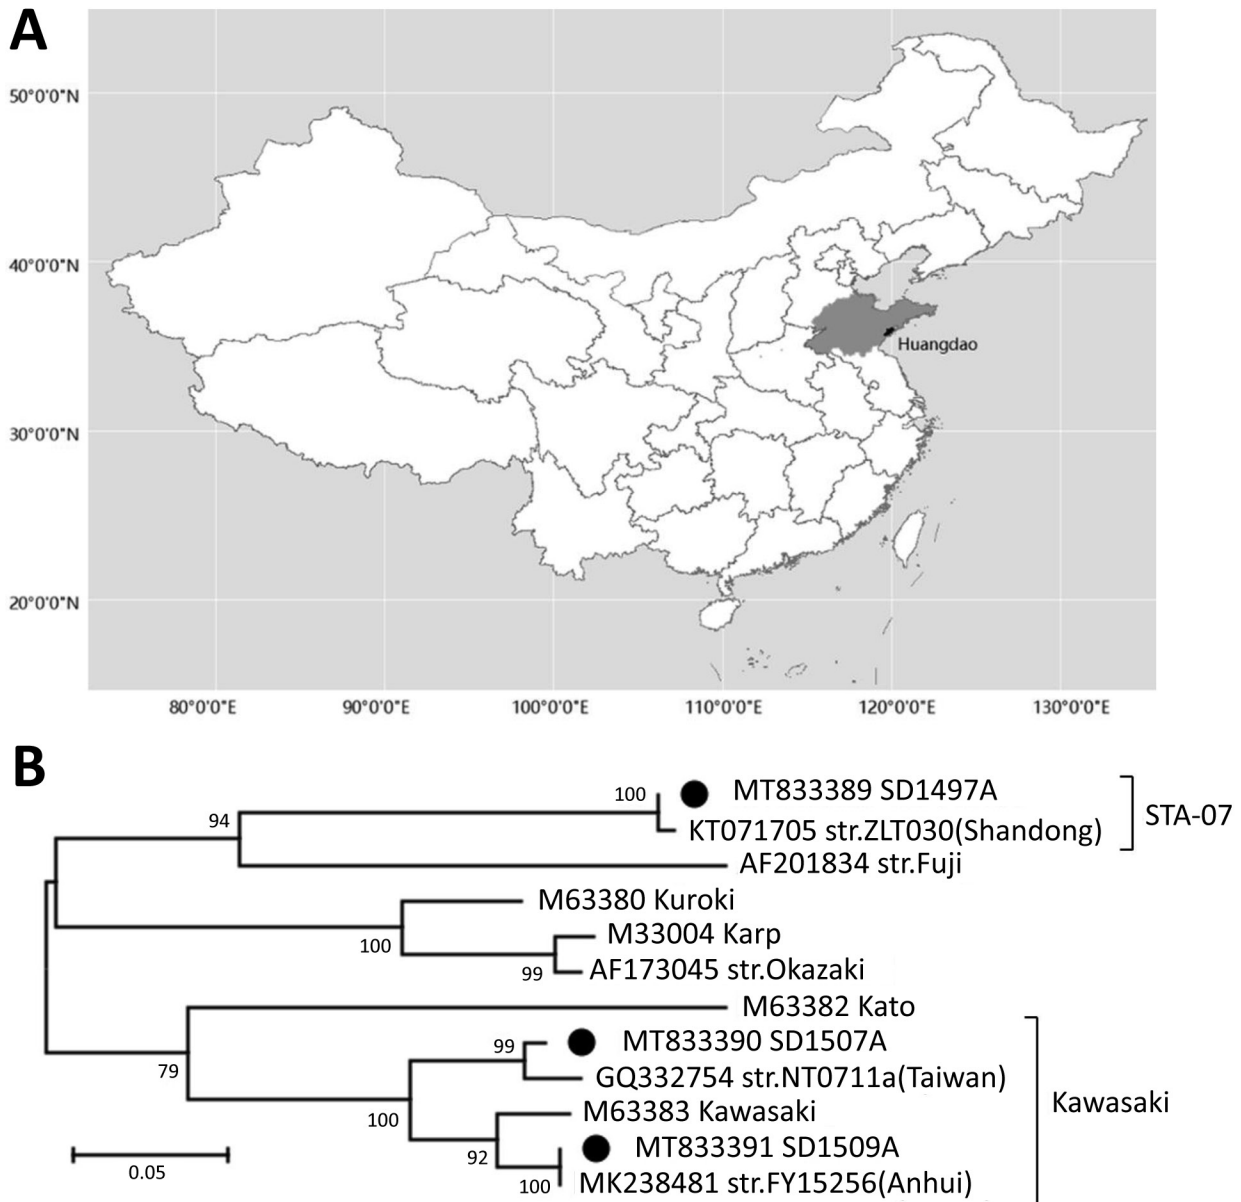 A
50°0'0"N
40°0'0"N
30°0'0"N
20°0'0"N
Huangdao
80°0'0"E
90°0'0"E
100°0'0"E
110°0'0"E
120°0'0"E
130°0'0"E
B
100
MT833389 SD1497A
STA-07
94
KT071705 str.ZLT030(Shandong)
AF201834 str.Fuji
M63380 Kuroki
100
M33004 Karp
99
AF173045 str.Okazaki
M63382 Kato
99
MT833390 SD1507A
79
GQ332754 str.NT0711a(Taiwan)
Kawasaki
100
M63383 Kawasaki
92
MT833391 SD1509A
100
MK238481 str.FY15256(Anhui)
0.05